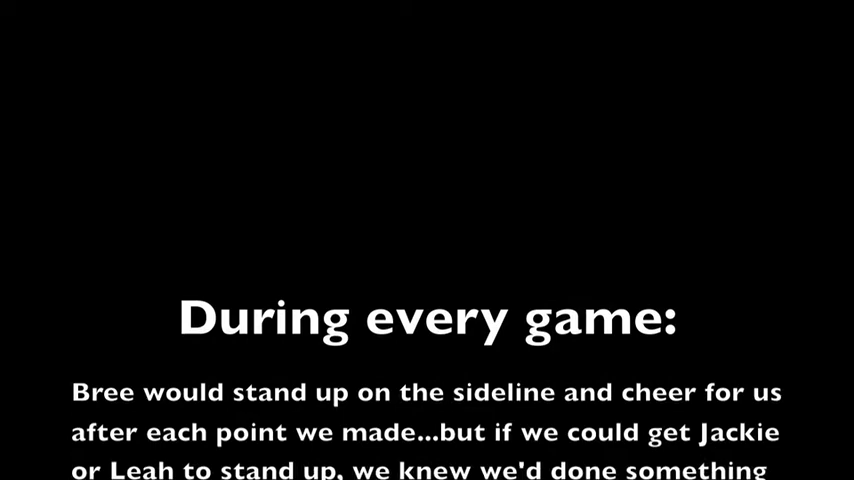 During every game:
Bree would stand up on the sideline and cheer for us
after each point we made...but if we could get Jackie
or Leah to stand up, we knew we'd done something